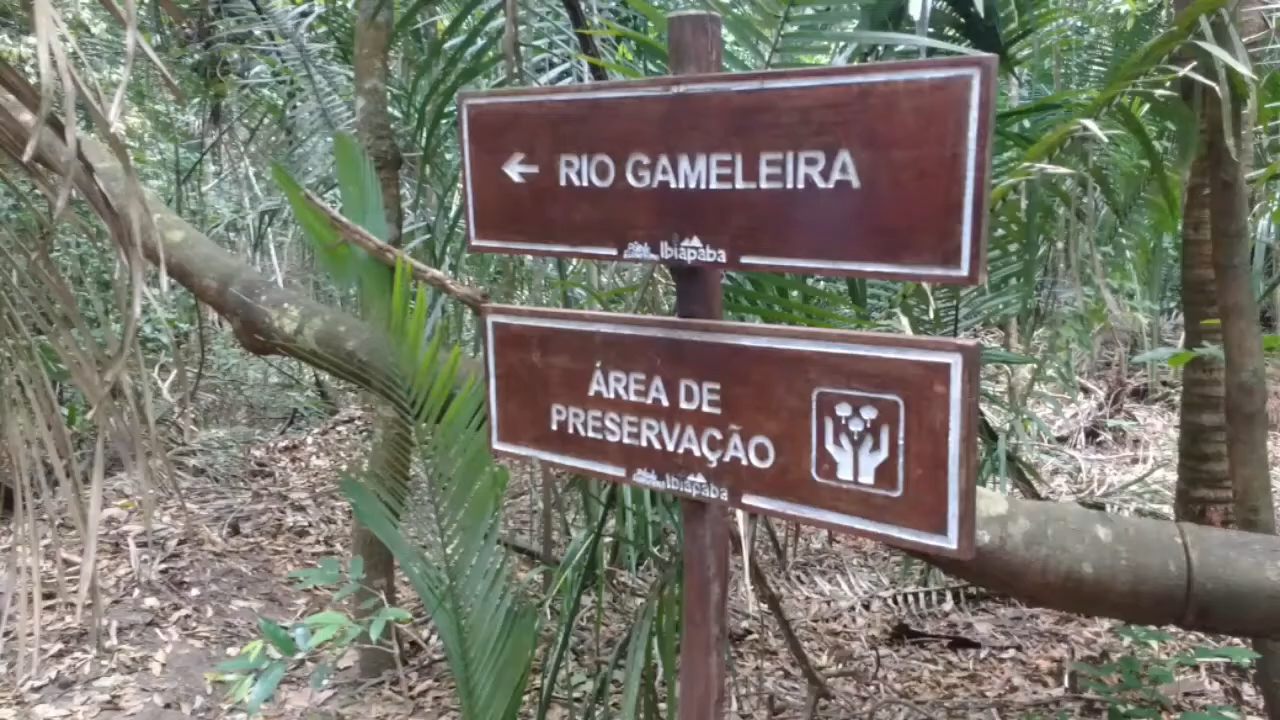 ← RIO GAMELEIRA
Ibiapaba
ÁREA DE
PRESERVAÇÃO
Ibiapaba